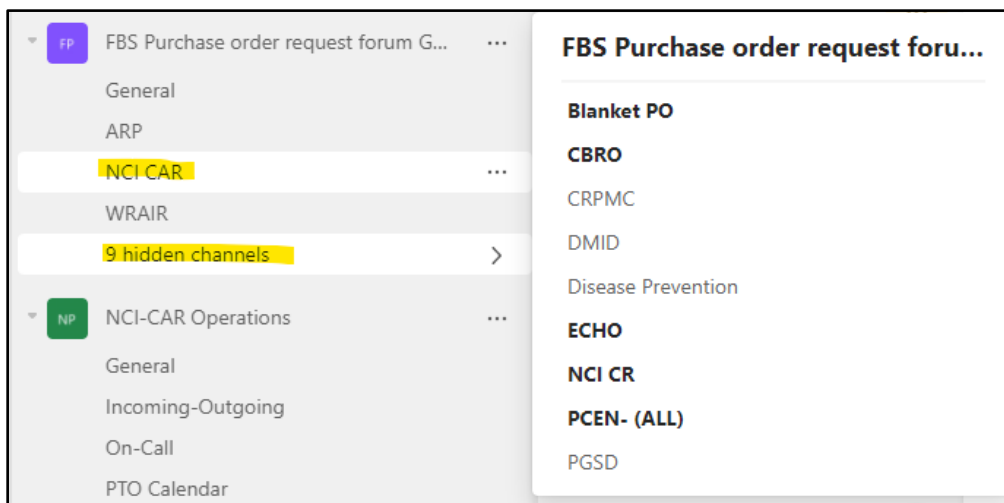 FP
FBS Purchase order request forum G...
General
ARP
NCI CAR
WRAIR
9 hidden channels
NP
NCI-CAR Operations
General
Incoming-Outgoing
On-Call
PTO Calendar
FBS Purchase order request foru...
Blanket PO
CBRO
CRPMC
DMID
Disease Prevention
ECHO
NCI CR
PCEN- (ALL)
PGSD